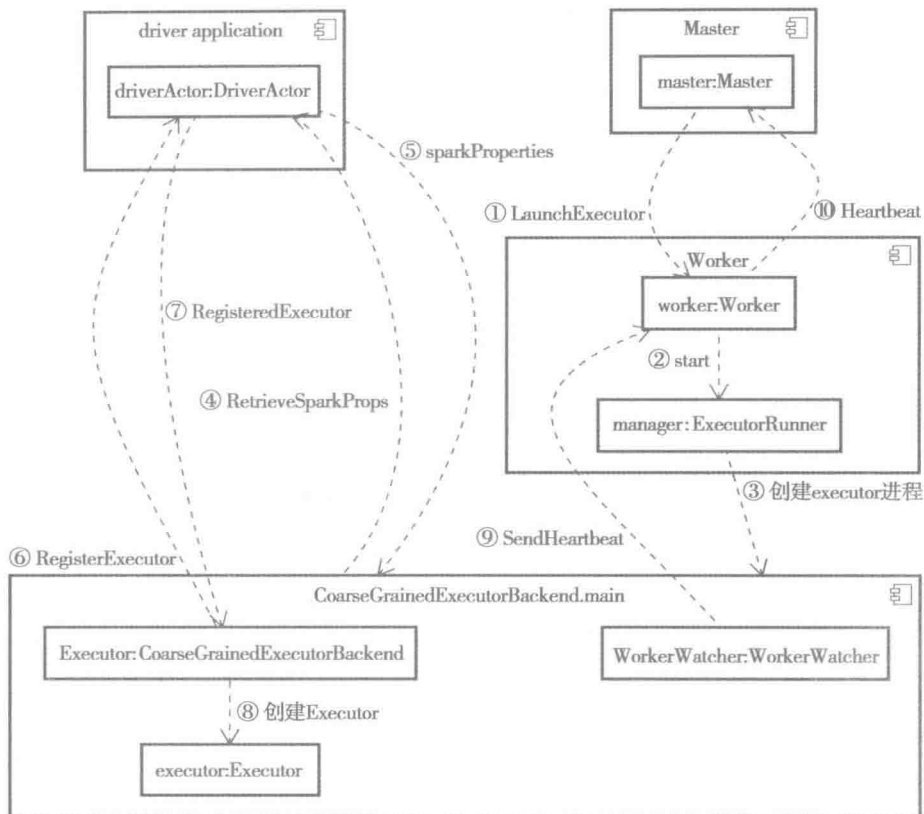 driver application
Master
driverActor:DriverActor
master:Master
⑤ sparkProperties
① LaunchExecutor
⑩ Heartbeat
Worker
worker:Worker
⑦ RegisteredExecutor
② start
④ RetrieveSparkProps
manager:ExecutorRunner
③ 创建executor进程
⑨ SendHeartbeat
⑥ RegisterExecutor
CoarseGrainedExecutorBackend.main
Executor:CoarseGrainedExecutorBackend
WorkerWatcher:WorkerWatcher
⑧ 创建Executor
executor:Executor